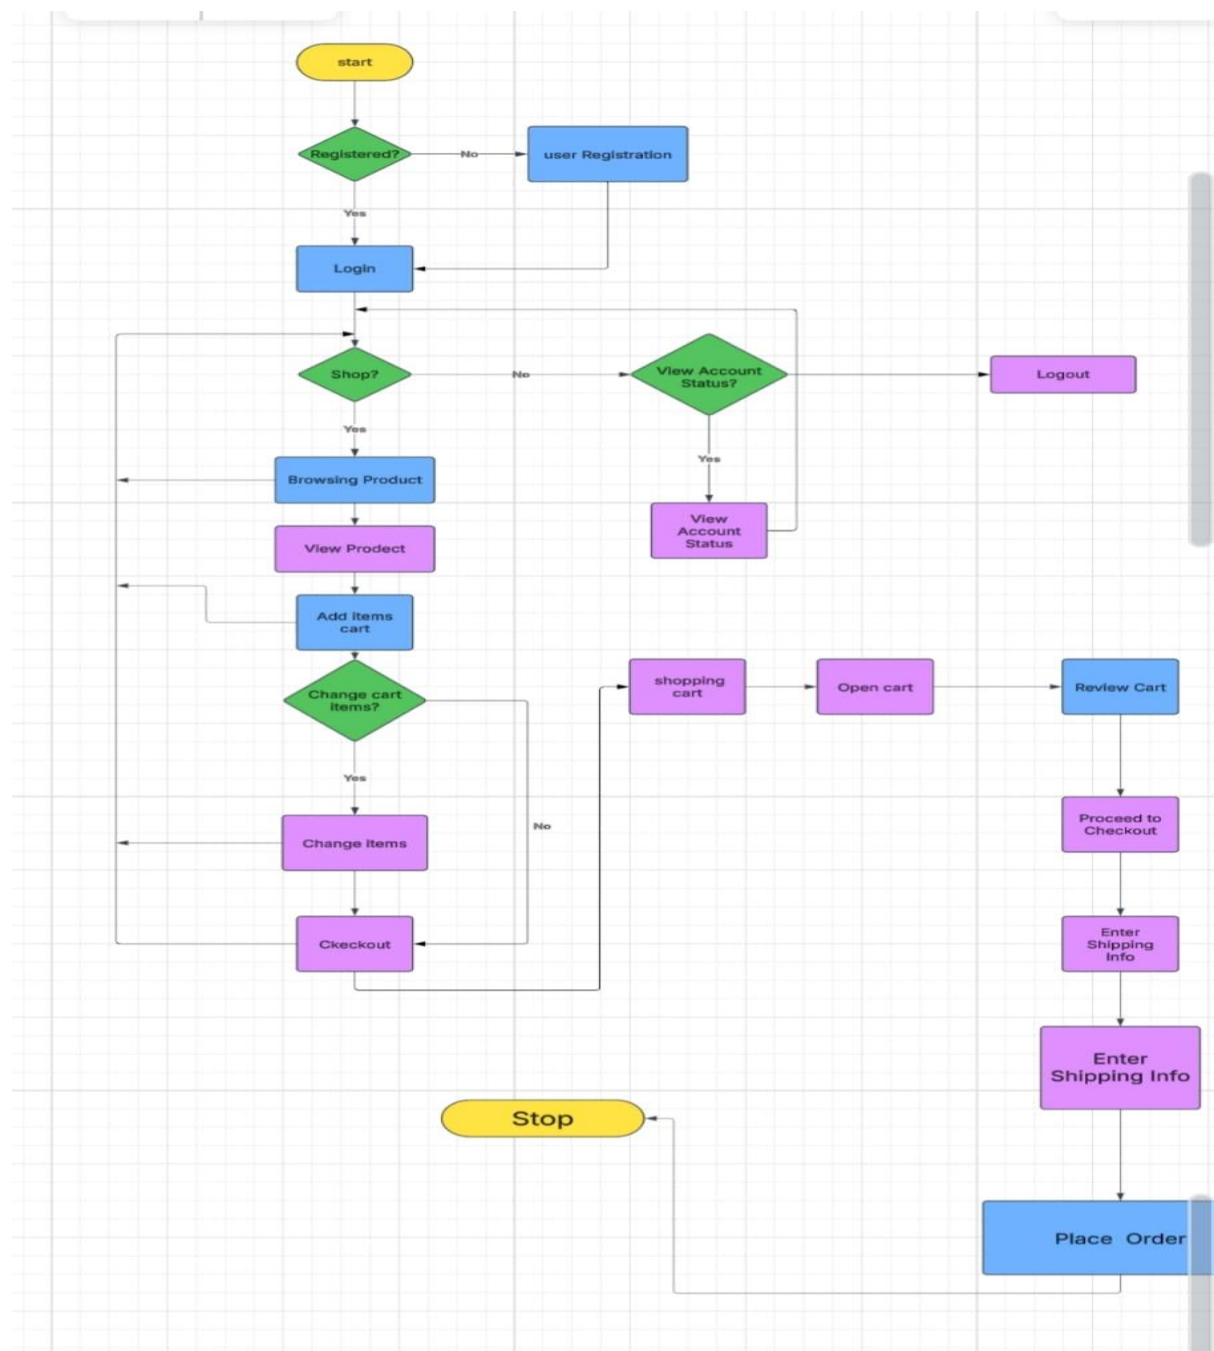 start
Registered?
No
user Registration
Yes
Login
Shop?
No
View Account
Status?
Logout
Yes
Browsing Product
Yes
View
Account
Status
View Prodect
Add items
cart
Change cart
items?
shopping
cart
Open cart
Review Cart
Yes
No
Proceed to
Checkout
Change items
Ckeckout
Enter
Shipping
Info
Enter
Shipping Info
Stop
Place Order